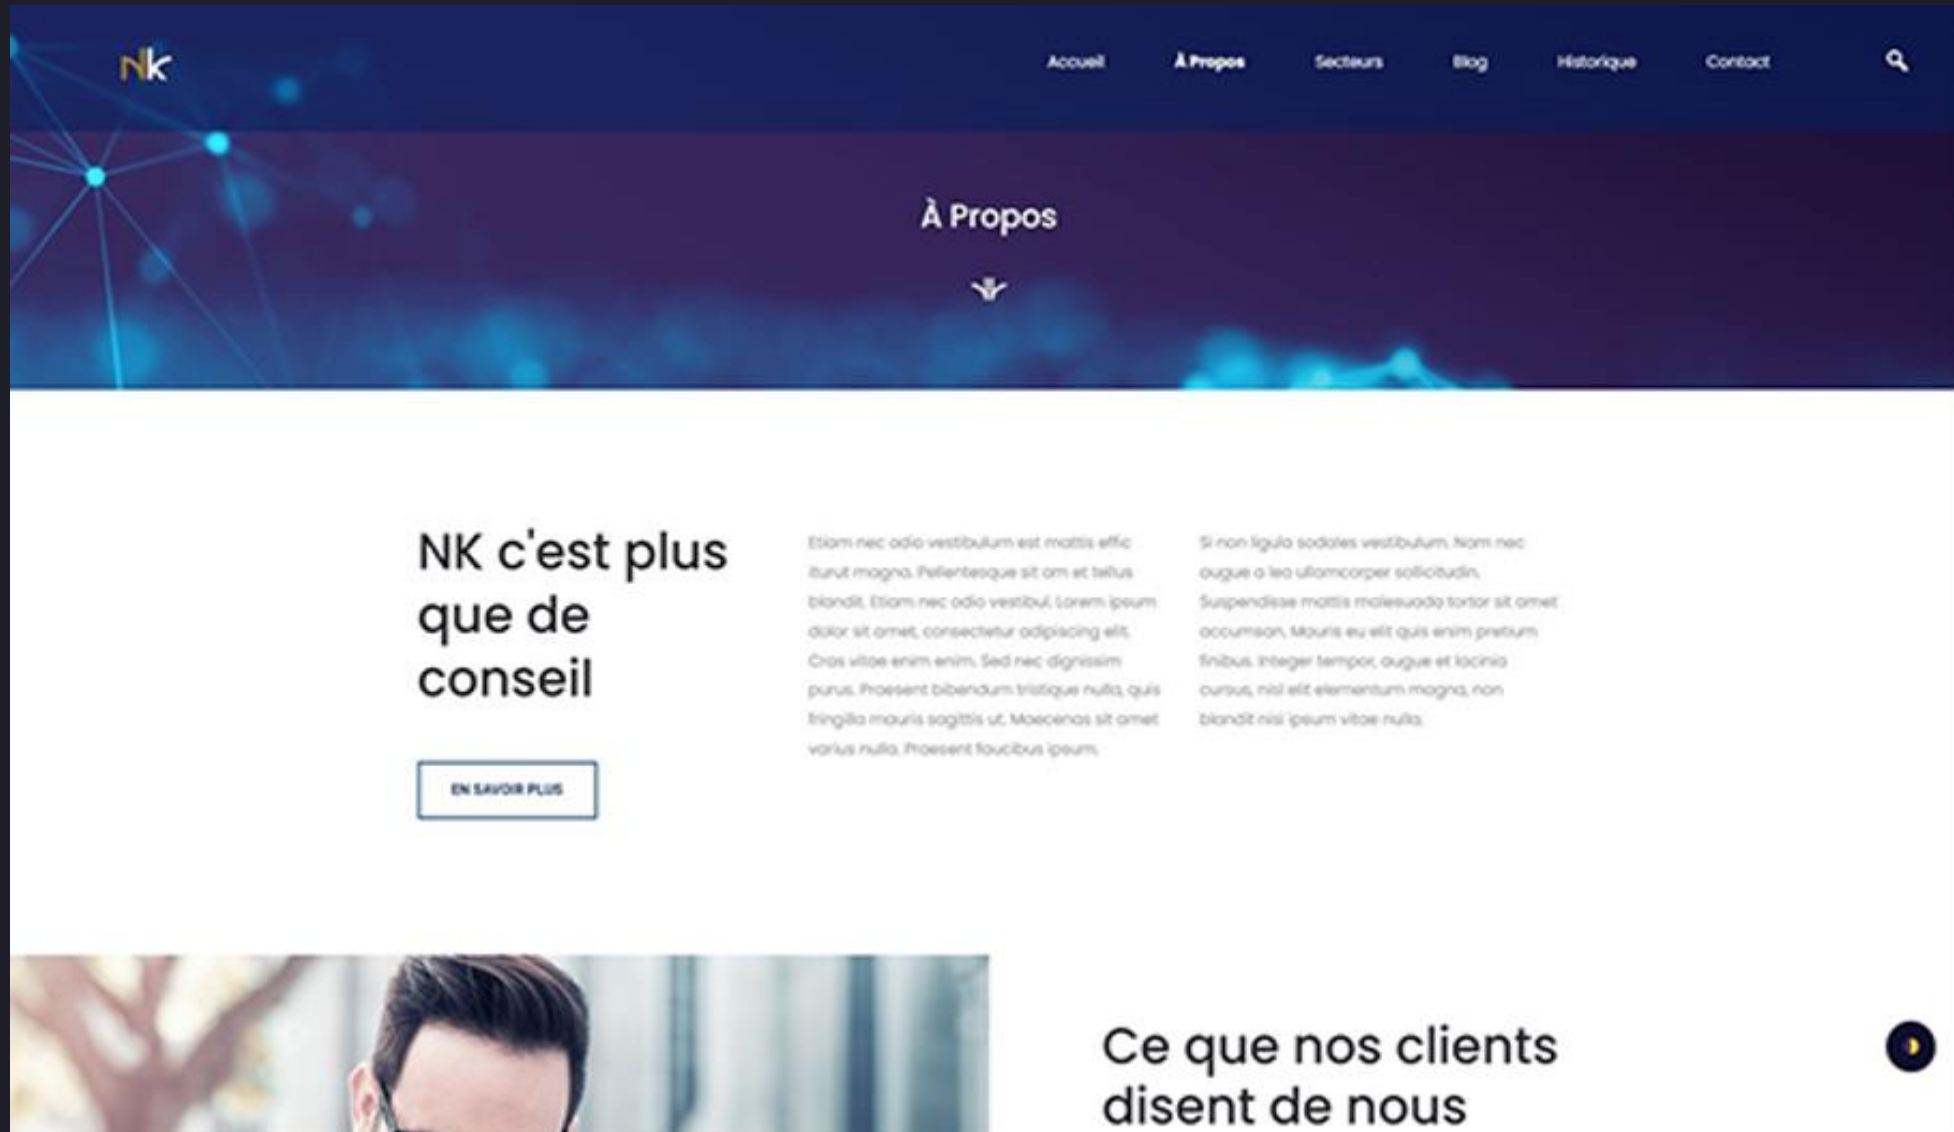 Nk
Accueil À Propos Secteurs Blog Historique Contact
À Propos
NK c'est plus
que de
conseil
EN SAVOIR PLUS
Etiam nec odio vestibulum est mattis effic
iturut magna. Pellentesque sit am et tellus
blandit. Etiam nec odio vestibul. Lorem ipsum
dolor sit amet, consectetur adipiscing elit.
Cras vitae enim enim. Sed nec dignissim
purus. Praesent bibendum tristique nulla, quis
fringilla mauris sagittis ut. Maecenas sit amet
varius nulla. Praesent faucibus ipsum.
Si non ligula sodales vestibulum. Nam nec
augue a leo ullamcorper sollicitudin.
Suspendisse mattis malesuada tortor sit amet
accumsan. Mauris eu elit quis enim pretium
finibus. Integer tempor, augue et lacinia
cursus, nisl elit elementum magna, non
blandit nisi ipsum vitae nulla.
Ce que nos clients
disent de nous